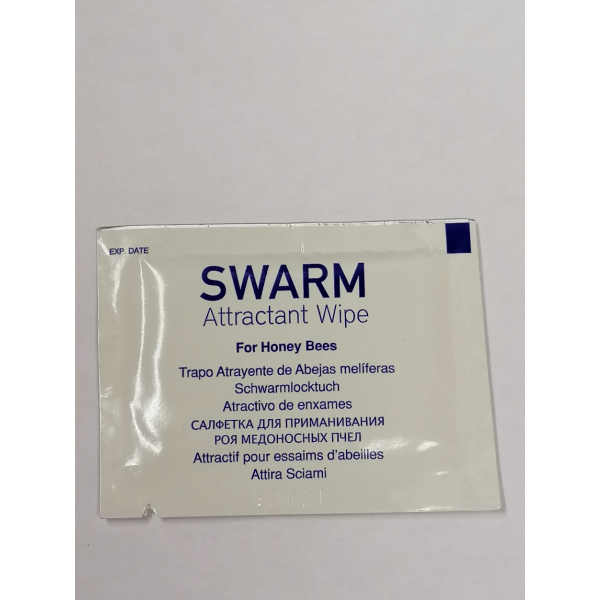 EXP. DATE
SWARM
Attractant Wipe
For Honey Bees
Trapo Atrayente de Abejas melíferas
Schwarmlocktuch
Atractivo de enxames
САЛФЕТКА ДЛЯ ПРИМАНИВАНИЯ
РОЯ МЕДОНОСНЫХ ПЧЕЛ
Attractif pour essaims d'abeilles
Attira Sciami